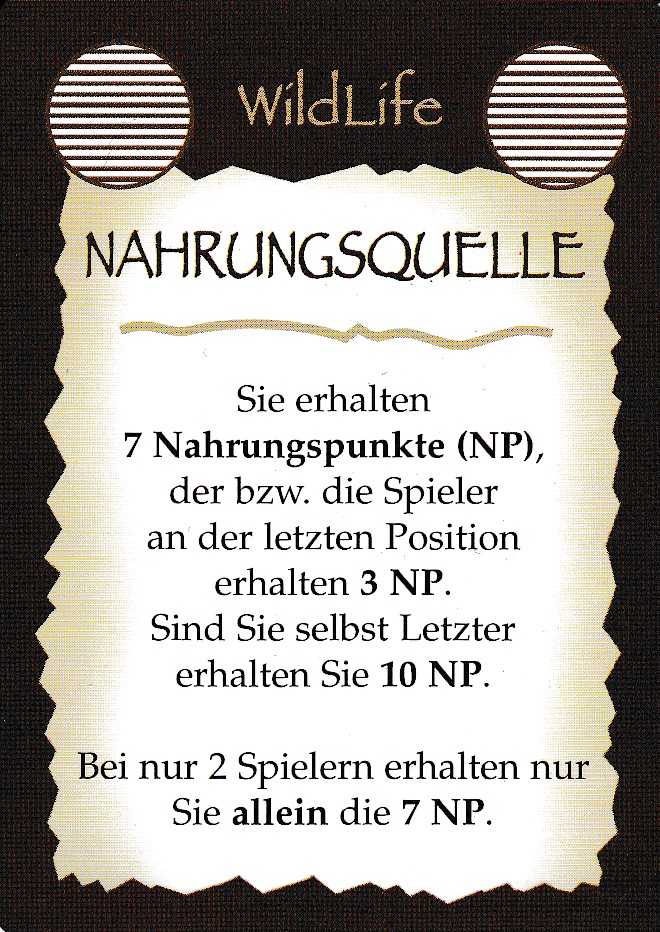 WildLife
NAHRUNGSQUELLE
Sie erhalten
7 Nahrungspunkte (NP),
der bzw. die Spieler
an der letzten Position
erhalten 3 NP.
Sind Sie selbst Letzter
erhalten Sie 10 NP.
Bei nur 2 Spielern erhalten nur
Sie allein die 7 NP.